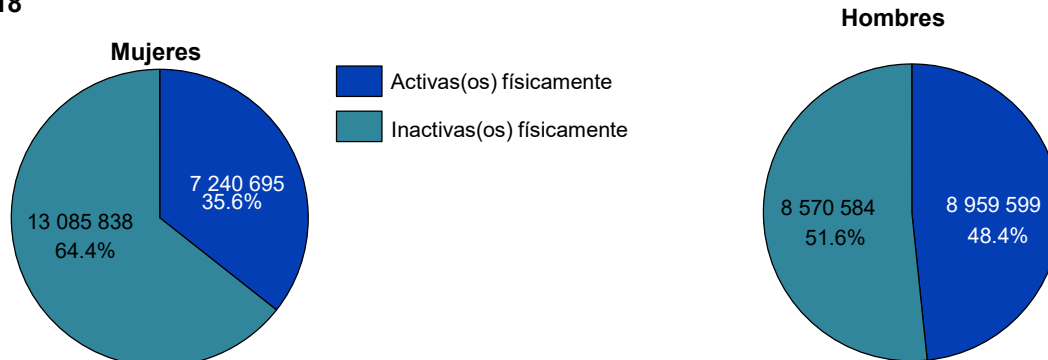 18
Mujeres
7 240 695
35.6%
13 085 838
64.4%
Activas(os) físicamente
Inactivas(os) físicamente
Hombres
8 570 584
51.6%
8 959 599
48.4%